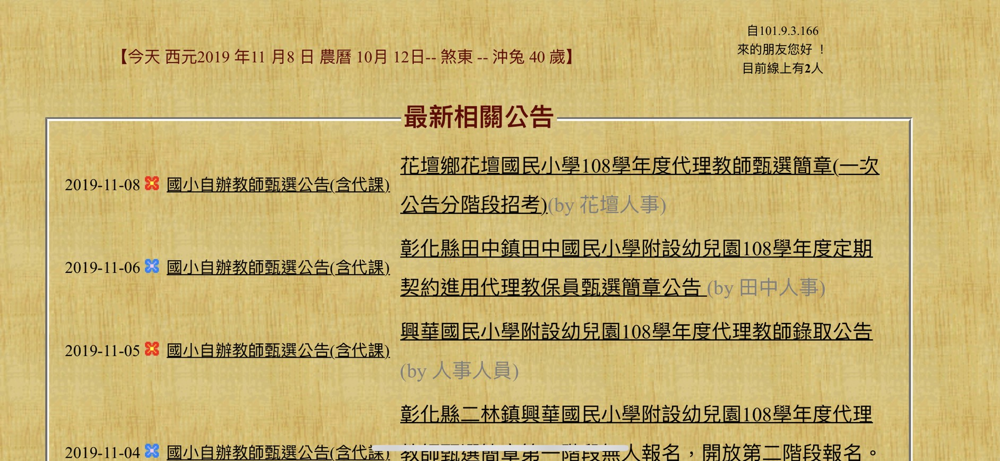 自101.9.3.166
來的朋友您好 ！
目前線上有2人
【今天 西元2019 年11 月8 日 農曆 10月 12日-- 煞東 -- 沖兔 40 歲】
最新相關公告
2019-11-08 國小自辦教師甄選公告(含代課)
花壇鄉花壇國民小學108學年度代理教師甄選簡章(一次
公告分階段招考)(by 花壇人事)
2019-11-06 國小自辦教師甄選公告(含代課)
彰化縣田中鎮田中國民小學附設幼兒園108學年度定期
契約進用代理教保員甄選簡章公告 (by 田中人事)
2019-11-05 國小自辦教師甄選公告(含代課)
興華國民小學附設幼兒園108學年度代理教師錄取公告
(by 人事人員)
2019-11-04 國小自辦教師甄選公告(含代課)
彰化縣二林鎮興華國民小學附設幼兒園108學年度代理
教師甄選簡章第一階段無人報名，開放第二階段報名。